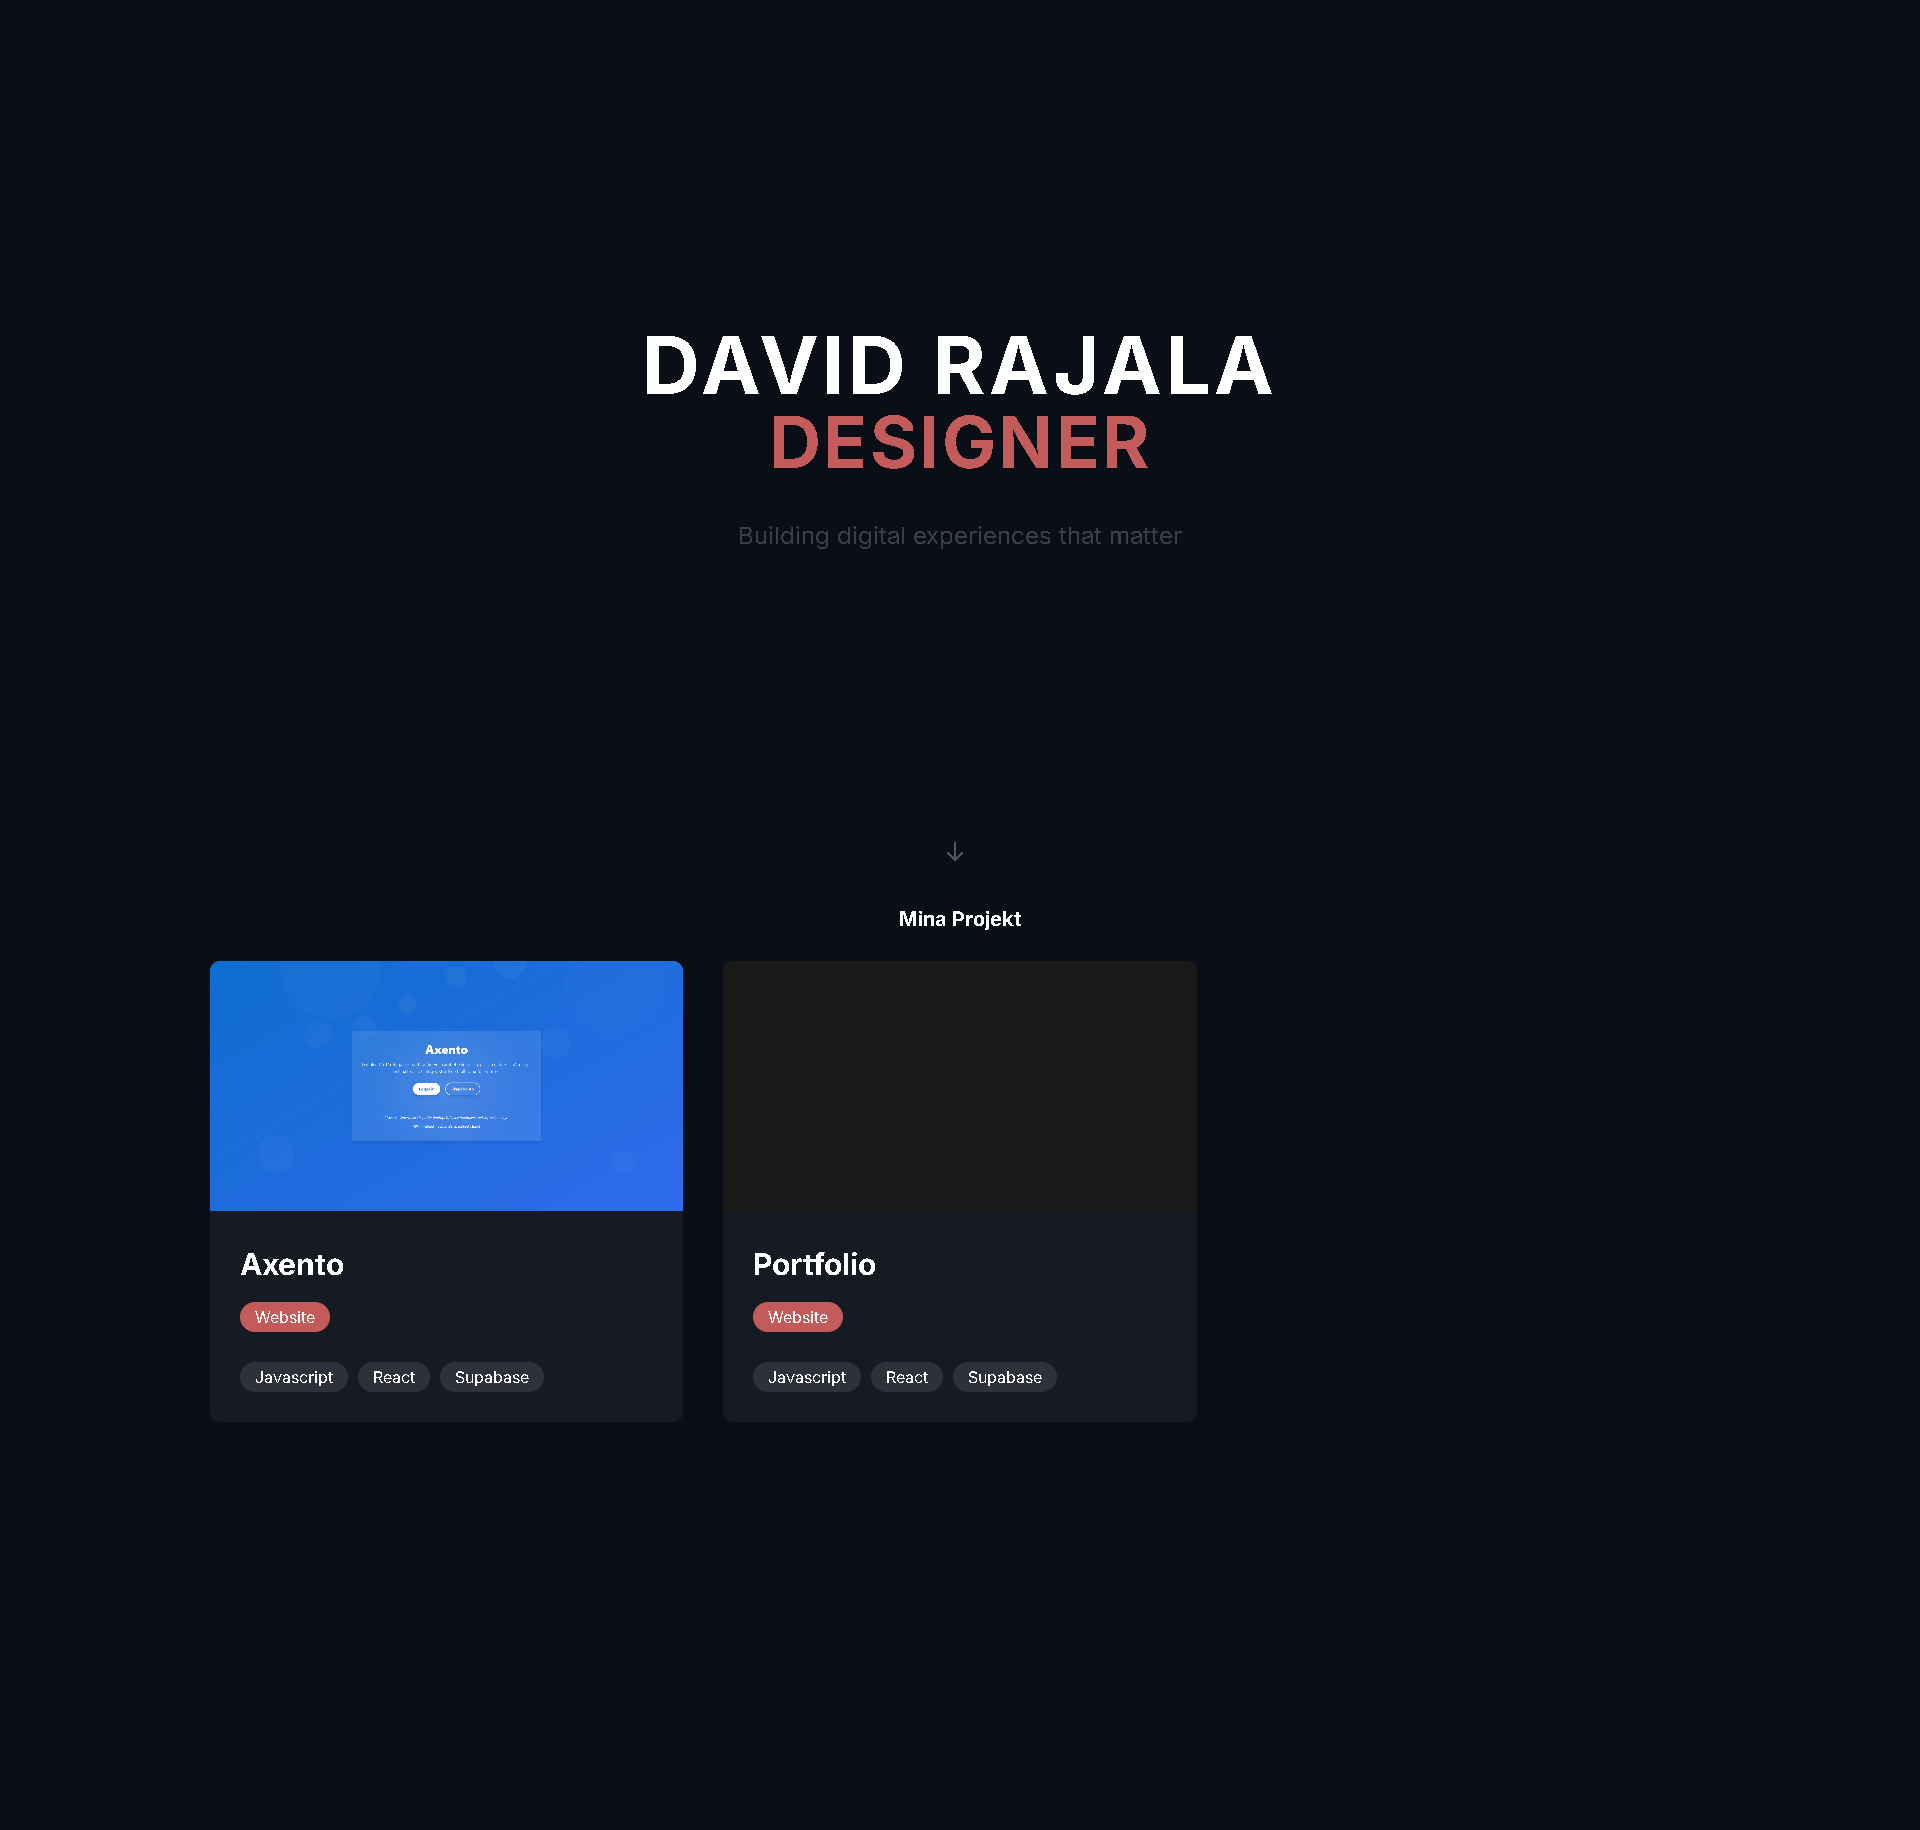 DAVID RAJALA
DESIGNER
Building digital experiences that matter
Mina Projekt
Axento
Axento
Website
Javascript React Supabase
Portfolio
Website
Javascript React Supabase